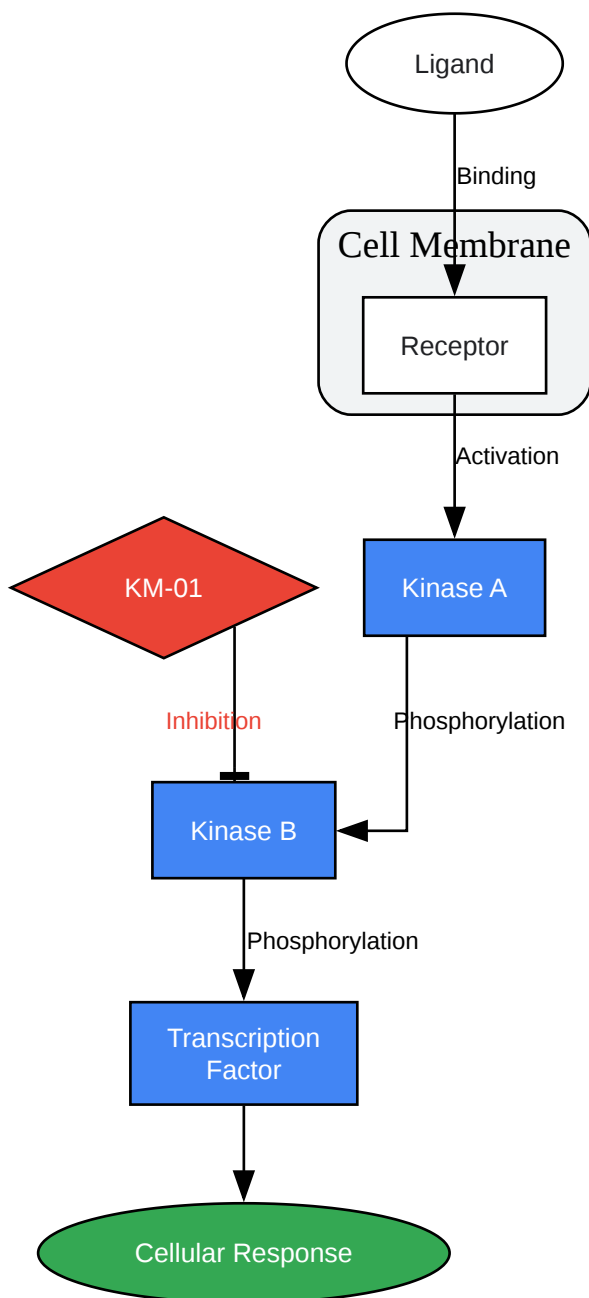 Ligand
Binding
Cell Membrane
Receptor
Activation
KM-01
Kinase A
Inhibition
Phosphorylation
Kinase B
Phosphorylation
Transcription
Factor
Cellular Response